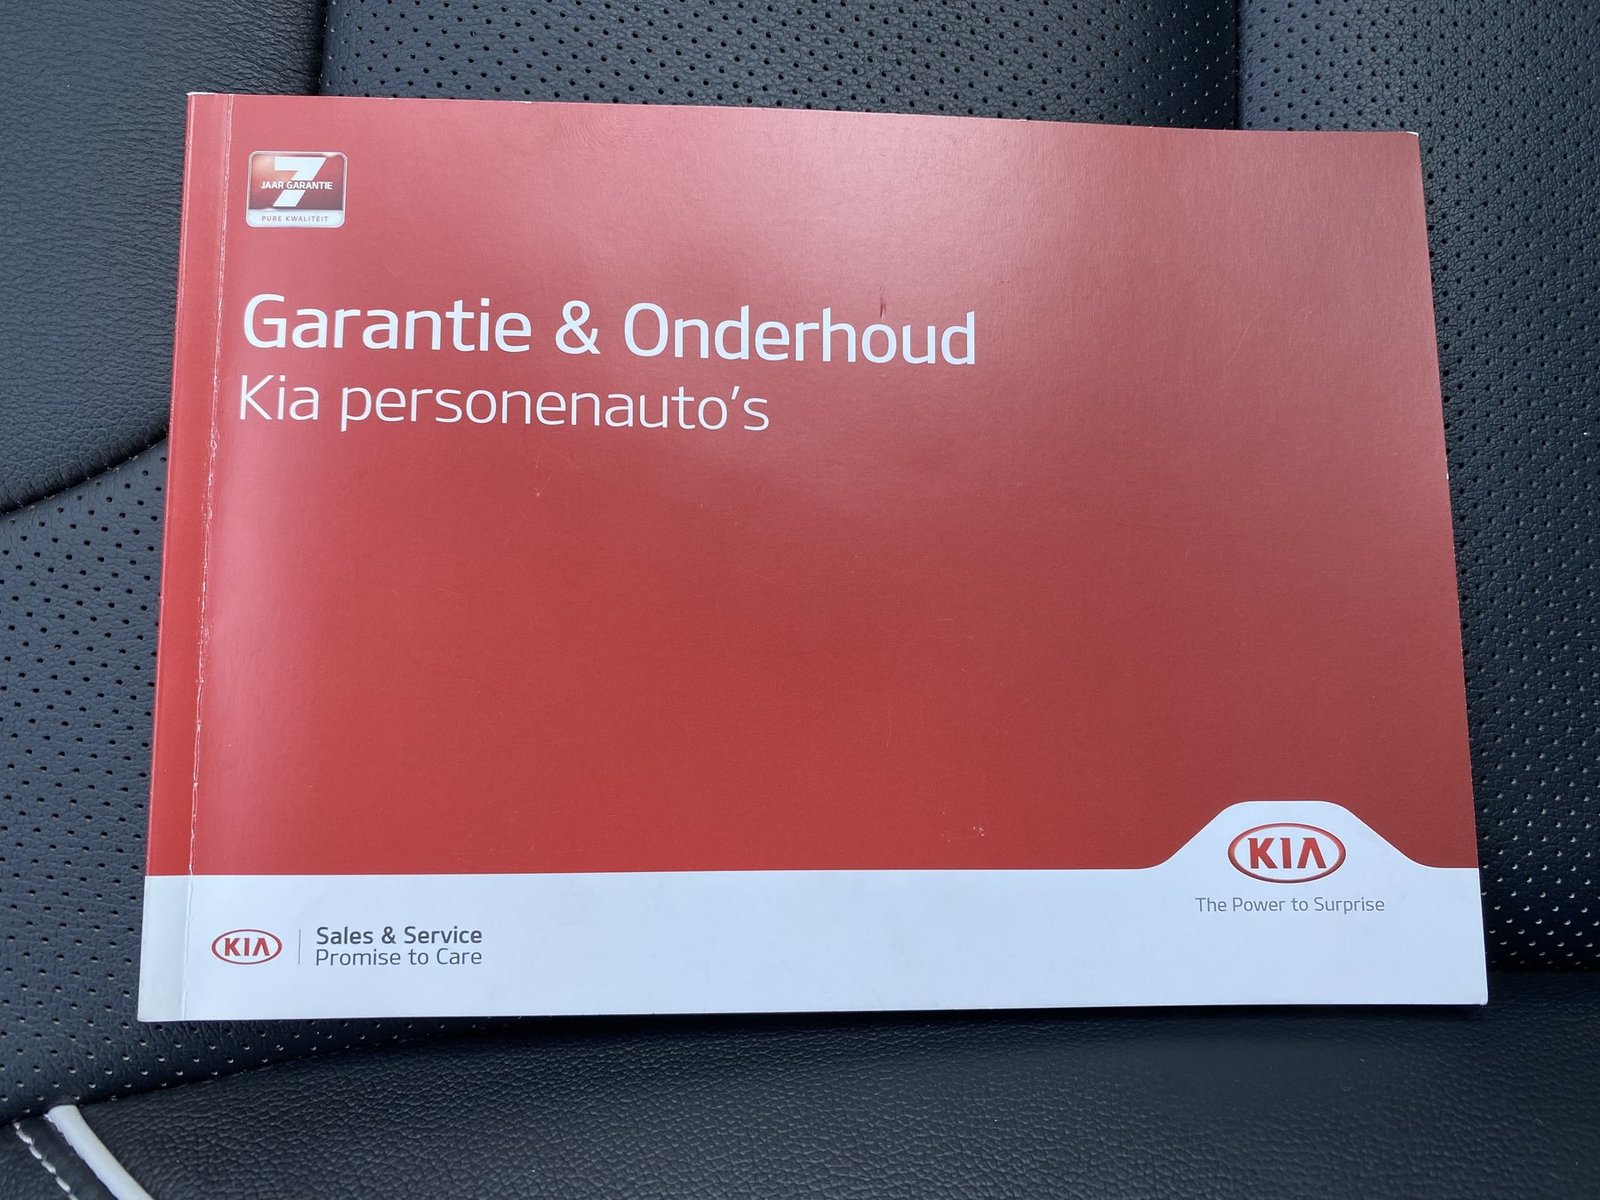 7
JAAR GARANTIE
PURE KWALITEIT
Garantie & Onderhoud
Kia personenauto's
KIA
The Power to Surprise
KIA
Sales & Service
Promise to Care